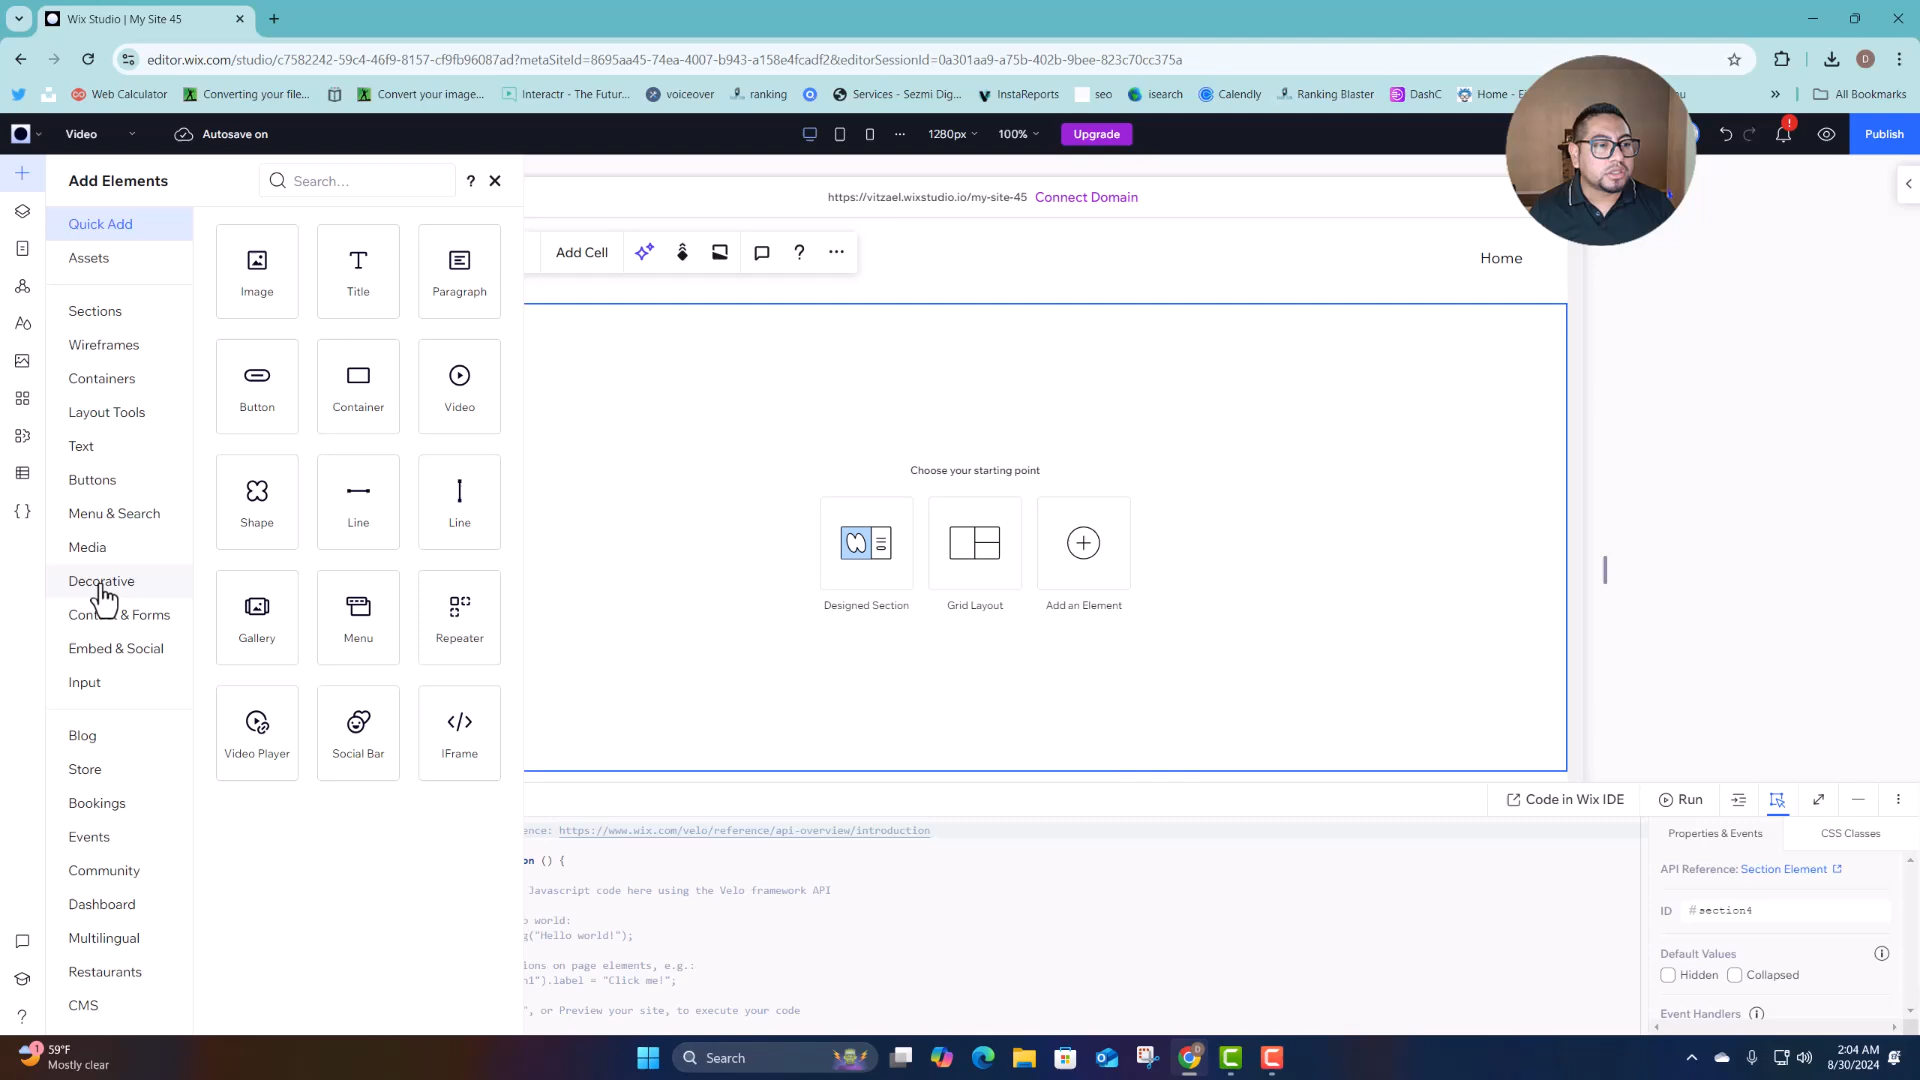 Wix Studio | My Site 45
editor.wix.com/studio/c7582242-59c4-46f9-8157-cf9fb96087ad?metaSiteId=8695aa45-74ea-4007-b943-a158e4fcadf2&editorSessionId=0a301aa9-a75b-402b-9bee-823c70cc375a
D
Web Calculator
Converting your file...
Convert your image...
Interactr - The Futur...
voiceover
ranking
Services - Sezmi Dig...
InstaReports
seo
isearch
Calendly
Ranking Blaster
DashC
Home -
All Bookmarks
Video
Autosave on
1280px
100%
Upgrade
Publish
Add Elements
Search...
?
https://vitzael.wixstudio.io/my-site-45 Connect Domain
Quick Add
Assets
Sections
Wireframes
Containers
Layout Tools
Text
Buttons
Menu & Search
Media
Decorative
& Forms
Embed & Social
Input
Blog
Store
Bookings
Events
Community
Dashboard
Multilingual
Restaurants
CMS
Image
Title
Paragraph
Button
Container
Video
Shape
Line
Line
Gallery
Menu
Repeater
Video Player
Social Bar
IFrame
Add Cell
?
Home
Choose your starting point
Designed Section
Grid Layout
Add an Element
Code in Wix IDE
Run
ence: https://www.wix.com/velo/reference/api-overview/introduction
on () {
Javascript code here using the Velo framework API
o world:
g("Hello world!");
ions on page elements, e.g.:
n1").label = "Click me!";
", or Preview your site, to execute your code
Properties & Events
CSS Classes
API Reference: Section Element
ID
#section4
Default Values
Hidden
Collapsed
Event Handlers
59°F
Mostly clear
1
Search
2:04 AM
8/30/2024